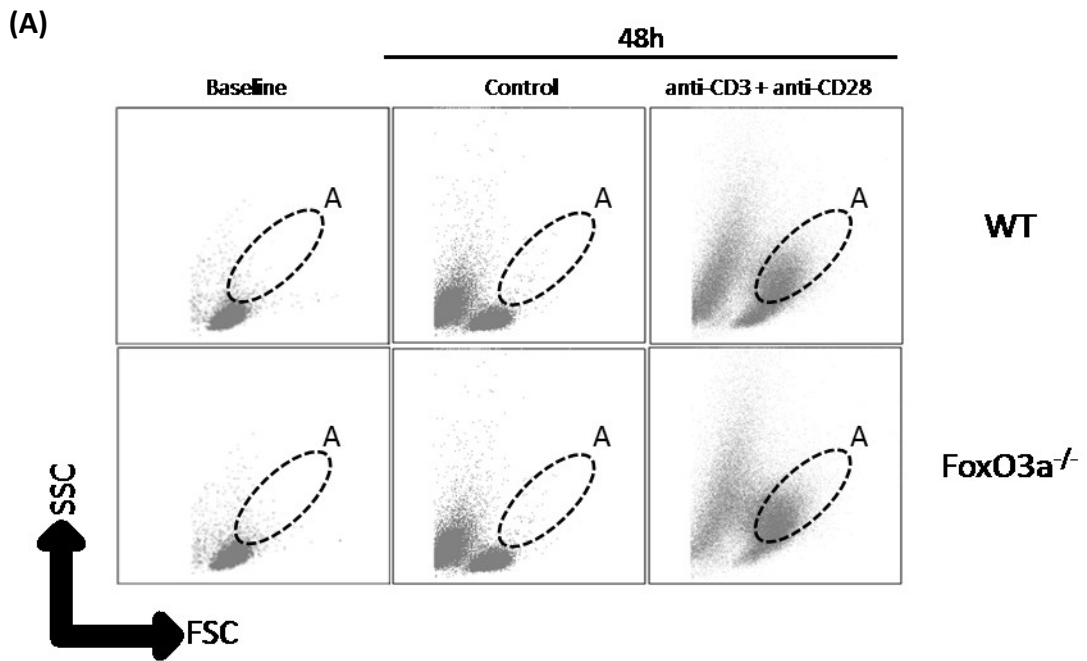 (A)
48h
Baseline
Control
anti-CD3 + anti-CD28
A
A
A
WT
A
A
A
FoxO3a-/-
SSC
FSC